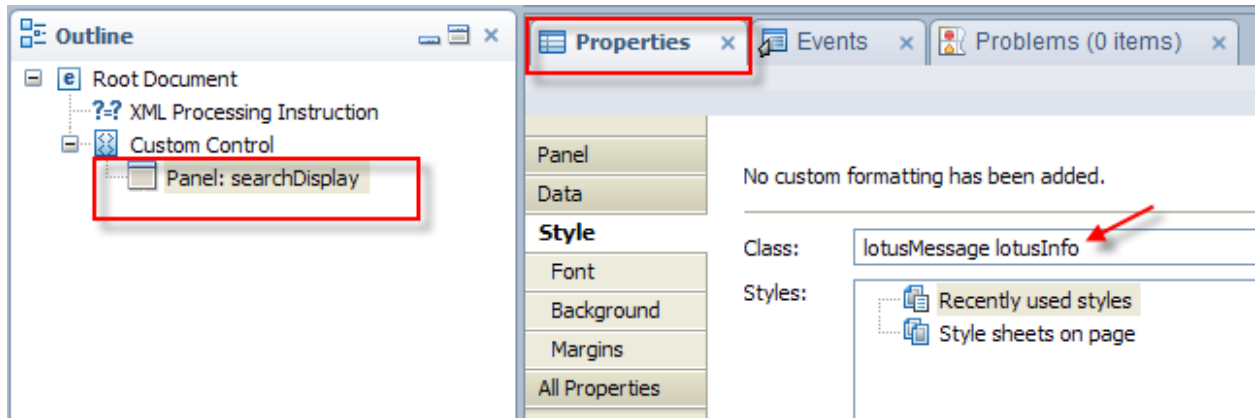 Outline
Root Document
?=? XML Processing Instruction
Custom Control
Panel: searchDisplay
Properties
Events
Problems (0 items)
Panel
Data
Style
Font
Background
Margins
All Properties
No custom formatting has been added.
Class: lotusMessage lotusInfo
Styles:
Recently used styles
Style sheets on page